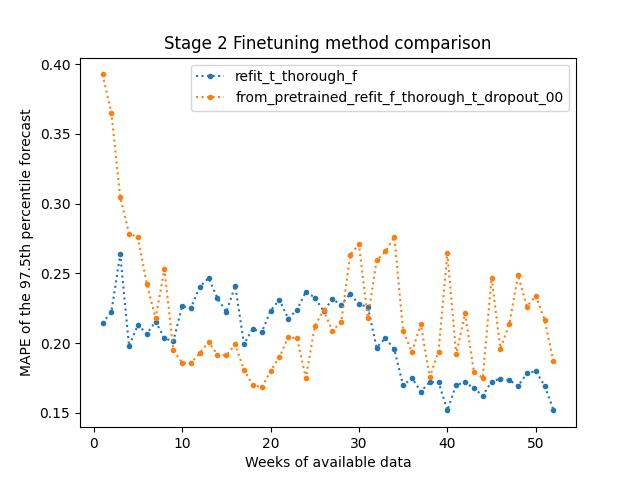 Stage 2 Finetuning method comparison
refit_t_thorough_f
from_pretrained_refit_f_thorough_t_dropout_00
MAPE of the 97.5th percentile forecast
0.40
0.35
0.30
0.25
0.20
0.15
0 10 20 30 40 50
Weeks of available data